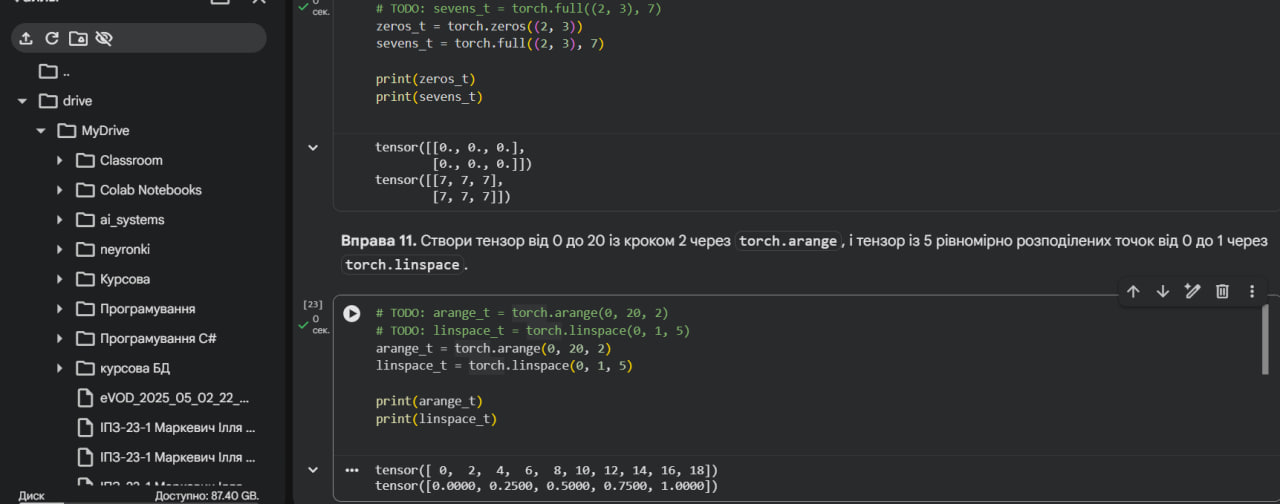 0
сек.
..
drive
MyDrive
Classroom
Colab Notebooks
ai_systems
neyronki
Курсова
Програмування
Програмування C#
курсова БД
eVOD_2025_05_02_22_...
ІПЗ-23-1 Маркевич Ілля ...
ІПЗ-23-1 Маркевич Ілля ...
ІПЗ-23-1 Маркевич Ілля ...
Диск
Доступно: 87.40 GB.
# TODO: sevens_t = torch.full((2, 3), 7)
zeros_t = torch.zeros((2, 3))
sevens_t = torch.full((2, 3), 7)
print(zeros_t)
print(sevens_t)
tensor([[0., 0., 0.],
[0., 0., 0.]])
tensor([[7, 7, 7],
[7, 7, 7]])
Вправа 11. Створи тензор від 0 до 20 із кроком 2 через torch.arange, і тензор із 5 рівномірно розподілених точок від 0 до 1 через
torch.linspace.
[23]
0
сек.
# TODO: arange_t = torch.arange(0, 20, 2)
# TODO: linspace_t = torch.linspace(0, 1, 5)
arange_t = torch.arange(0, 20, 2)
linspace_t = torch.linspace(0, 1, 5)
print(arange_t)
print(linspace_t)
tensor([ 0,  2,  4,  6,  8, 10, 12, 14, 16, 18])
tensor([0.0000, 0.2500, 0.5000, 0.7500, 1.0000])